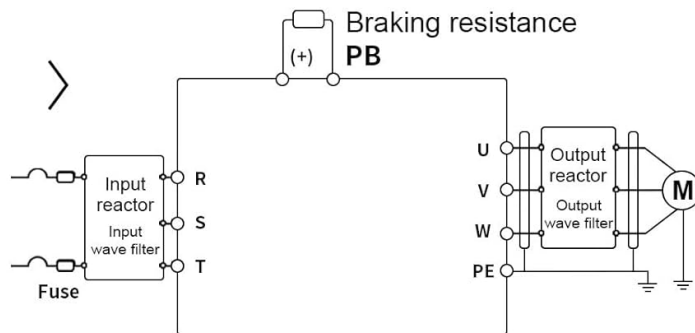 Braking resistance
(+) PB
Input
reactor
Input
wave filter
Fuse
R
S
T
U
V
W
PE
Output
reactor
Output
wave filter
M